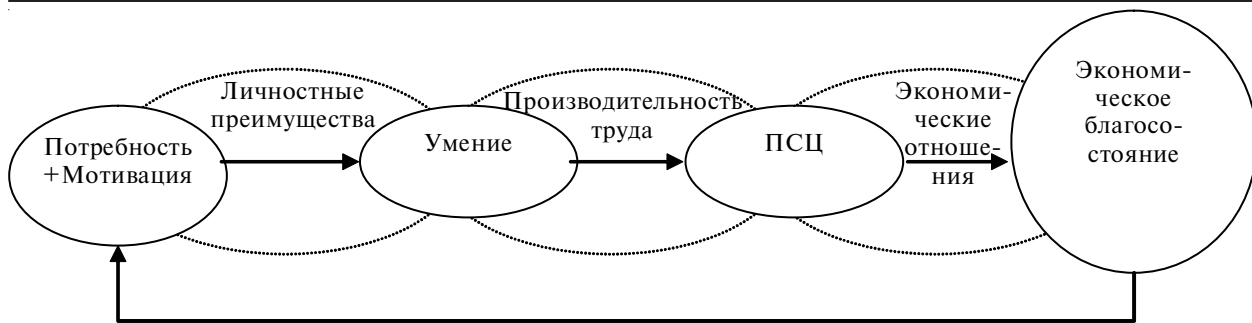 Потребность
+Мотивация
Личностные
преимущества
Умение
Производительность
труда
ПСЦ
Экономи-
ческие
отноше-
ния
Экономи-
ческое
благосо-
стояние